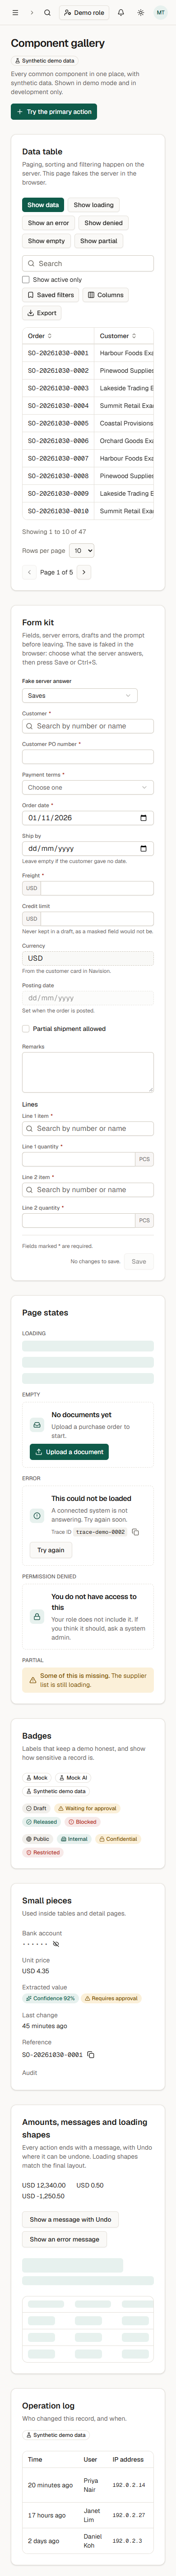 Demo role
MT
Component gallery
Synthetic demo data
Every common component in one place, with
synthetic data. Shown in demo mode and in
development only.
Try the primary action
Data table
Paging, sorting and filtering happen on the
server. This page fakes the server in the
browser.
Show data
Show loading
Show an error
Show denied
Show empty
Show partial
Search
Show active only
Saved filters
Columns
Export
Order
Customer
SO-20261030-0001
Harbour Foods Exa
SO-20261030-0002
Pinewood Supplies
SO-20261030-0003
Lakeside Trading E
SO-20261030-0004
Summit Retail Exa
SO-20261030-0005
Coastal Provisions
SO-20261030-0006
Orchard Goods Ex
SO-20261030-0007
Harbour Foods Exa
SO-20261030-0008
Pinewood Supplies
SO-20261030-0009
Lakeside Trading E
SO-20261030-0010
Summit Retail Exa
Showing 1 to 10 of 47
Rows per page
10
Page 1 of 5
Form kit
Fields, server errors, drafts and the prompt
before leaving. The save is faked in the
browser: choose what the server answers,
then press Save or Ctrl+S.
Fake server answer
Saves
Customer *
Search by number or name
Customer PO number *
Payment terms *
Choose one
Order date *
01/11/2026
Ship by
dd/mm/yyyy
Leave empty if the customer gave no date.
Freight *
USD
Credit limit
USD
Never kept in a draft, as a masked field would not be.
Currency
USD
From the customer card in Navision.
Posting date
dd/mm/yyyy
Set when the order is posted.
Partial shipment allowed
Remarks
Lines
Line 1 item *
Search by number or name
Line 1 quantity *
PCS
Line 2 item *
Search by number or name
Line 2 quantity *
PCS
Fields marked * are required.
No changes to save.
Save
Page states
LOADING
EMPTY
No documents yet
Upload a purchase order to
start.
Upload a document
ERROR
This could not be loaded
A connected system is not
answering. Try again soon.
Trace ID
trace-demo-0002
Try again
PERMISSION DENIED
You do not have access to
this
Your role does not include it. If
you think it should, ask a system
admin.
PARTIAL
Some of this is missing. The supplier
list is still loading.
Badges
Labels that keep a demo honest, and show
how sensitive a record is.
Mock
Mock AI
Synthetic demo data
Draft
Waiting for approval
Released
Blocked
Public
Internal
Confidential
Restricted
Small pieces
Used inside tables and detail pages.
Bank account
······
Unit price
USD 4.35
Extracted value
Confidence 92%
Requires approval
Last change
45 minutes ago
Reference
SO-20261030-0001
Audit
Amounts, messages and loading
shapes
Every action ends with a message, with Undo
where it can be undone. Loading shapes
match the final layout.
USD 12,340.00
USD 0.50
USD -1,250.50
Show a message with Undo
Show an error message
Operation log
Who changed this record, and when.
Synthetic demo data
Time
User
IP address
20 minutes ago
Priya
Nair
192.0.2.14
17 hours ago
Janet
Lim
192.0.2.27
2 days ago
Daniel
Koh
192.0.2.3